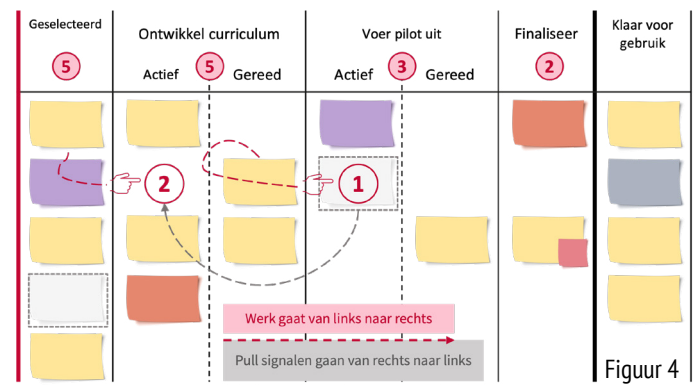 Geselecteerd
5
Ontwikkel curriculum
5
Actief
Gereed
Voer pilot uit
3
Actief
Gereed
Finaliseer
2
Klaar voor
gebruik
2
1
Werk gaat van links naar rechts
Pull signalen gaan van rechts naar links
Figuur 4